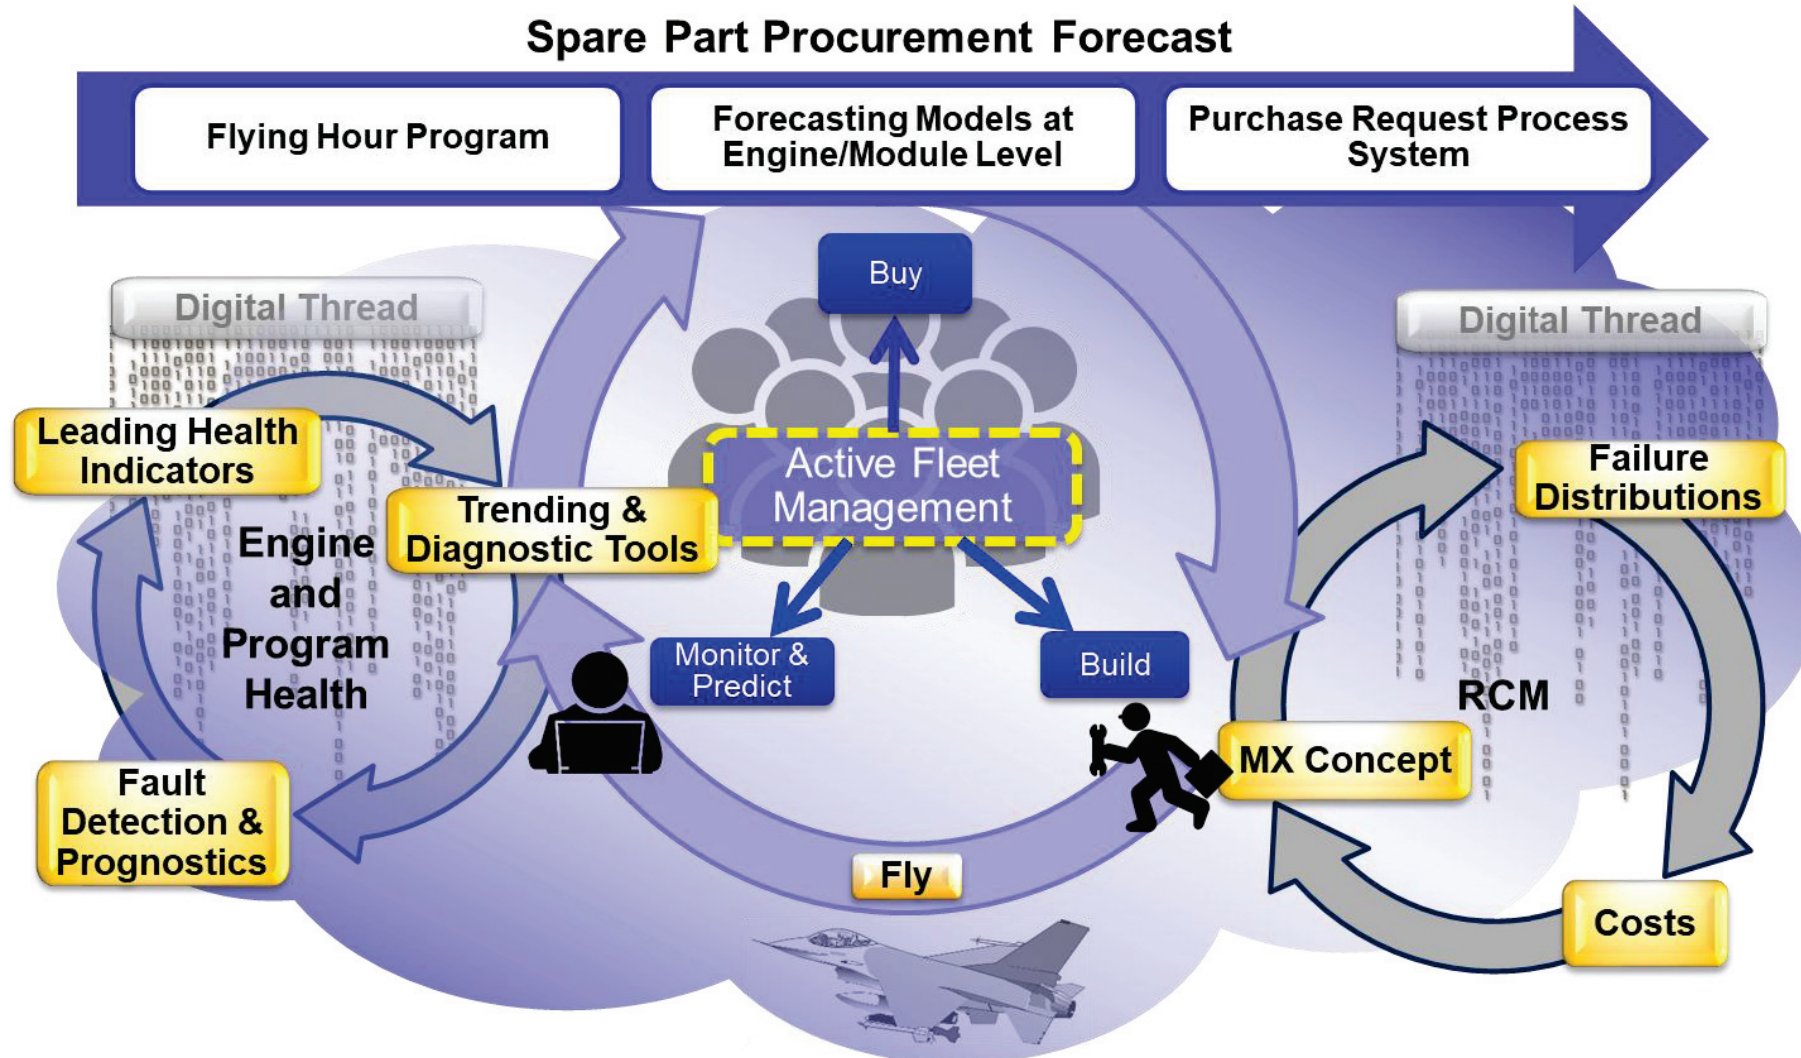 Spare Part Procurement Forecast
Flying Hour Program
Forecasting Models at
Engine/Module Level
Purchase Request Process
System
Buy
Digital Thread
Digital Thread
Leading Health
Indicators
Trending &
Diagnostic Tools
Active Fleet
Management
Failure
Distributions
Engine
and
Program
Health
Monitor &
Predict
Build
RCM
MX Concept
Fault
Detection &
Prognostics
Fly
Costs